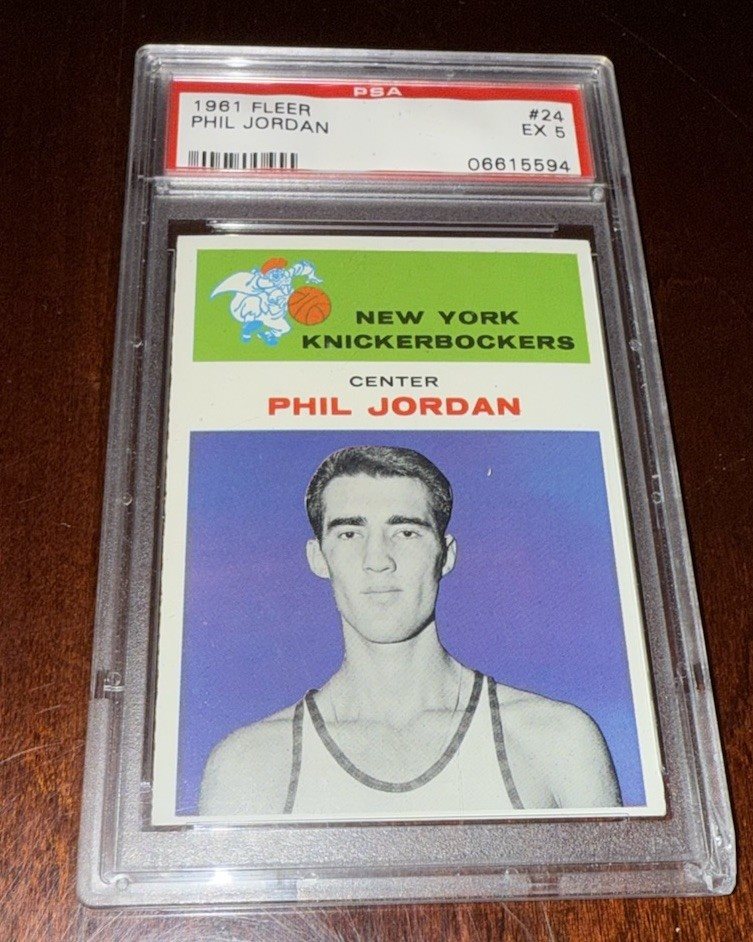 PSA
1961 FLEER #24
PHIL JORDAN EX 5
06615594
NEW YORK
KNICKERBOCKERS
CENTER
PHIL JORDAN